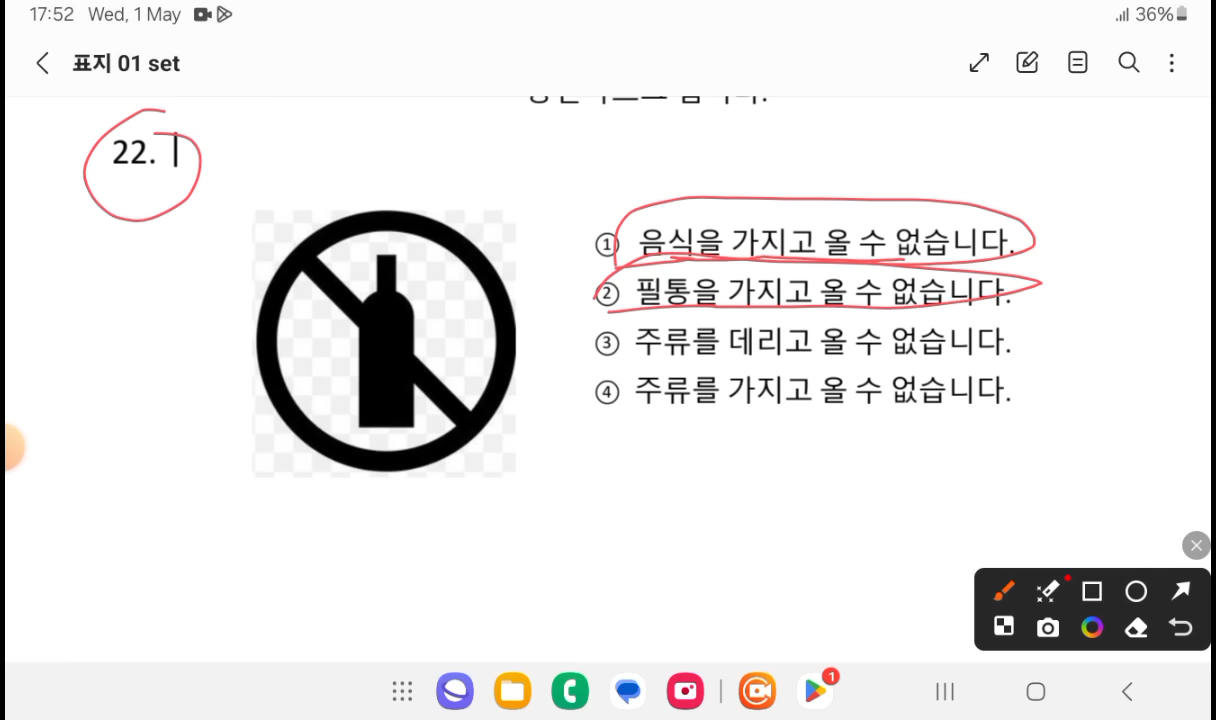 17:52 Wed, 1 May
36%
표지 01 set
22.
① 음식을 가지고 올 수 없습니다.
② 필통을 가지고 올 수 없습니다.
③ 주류를 데리고 올 수 없습니다.
④ 주류를 가지고 올 수 없습니다.
1